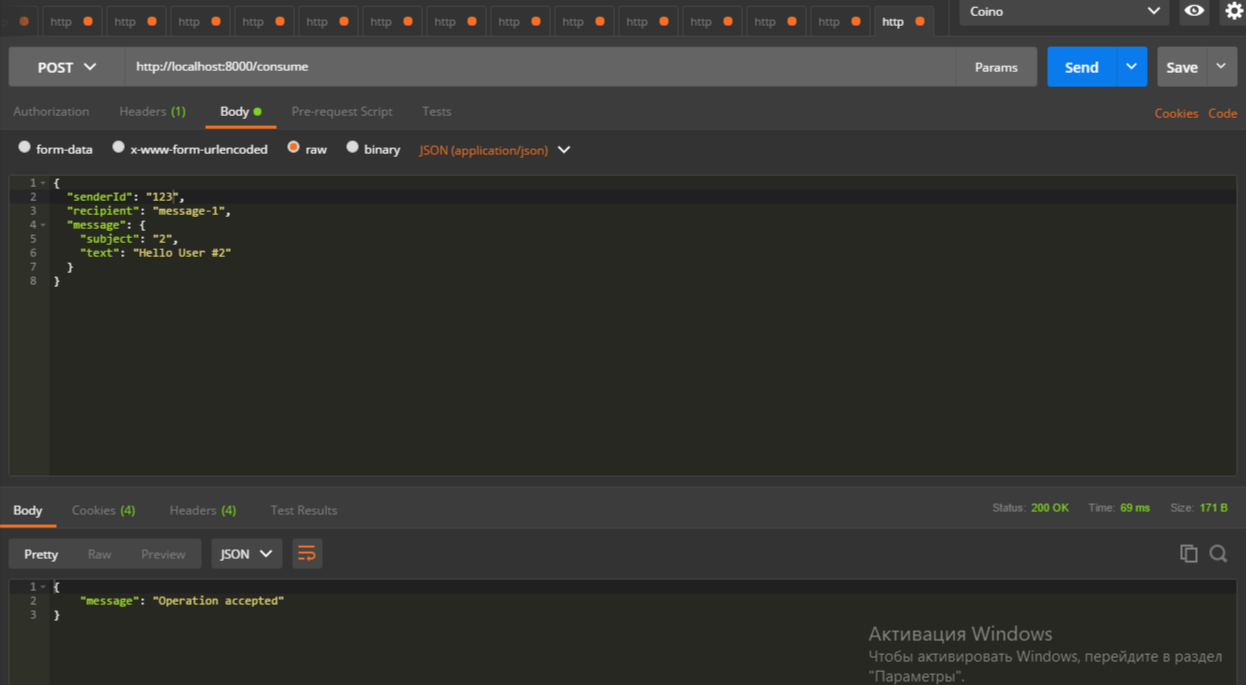 http http http http http http http http http http http http http http Coino
POST http://localhost:8000/consume Params Send Save
Authorization Headers (1) Body Pre-request Script Tests Cookies Code
form-data x-www-form-urlencoded raw binary JSON (application/json)
1 {
2 "senderId": "123",
3 "recipient": "message-1",
4 "message": {
5 "subject": "2",
6 "text": "Hello User #2"
7 }
8 }
Body Cookies (4) Headers (4) Test Results Status: 200 OK Time: 69 ms Size: 171 B
Pretty Raw Preview JSON
1 {
2 "message": "Operation accepted"
3 }
Активация Windows
Чтобы активировать Windows, перейдите в раздел
"Параметры".